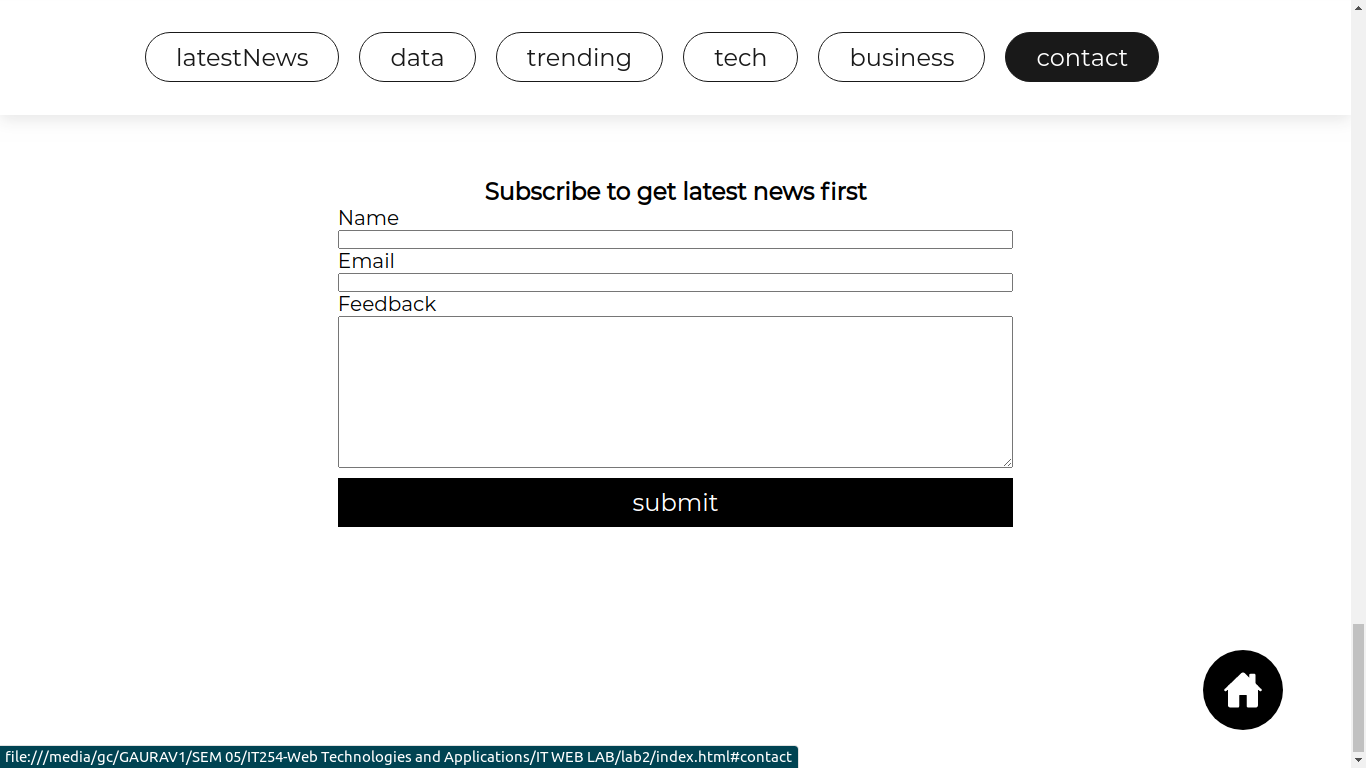 latestNews data trending tech business contact
Subscribe to get latest news first
Name
Email
Feedback
submit
file:///media/gc/GAURAV1/SEM 05/IT254-Web Technologies and Applications/IT WEB LAB/lab2/index.html#contact